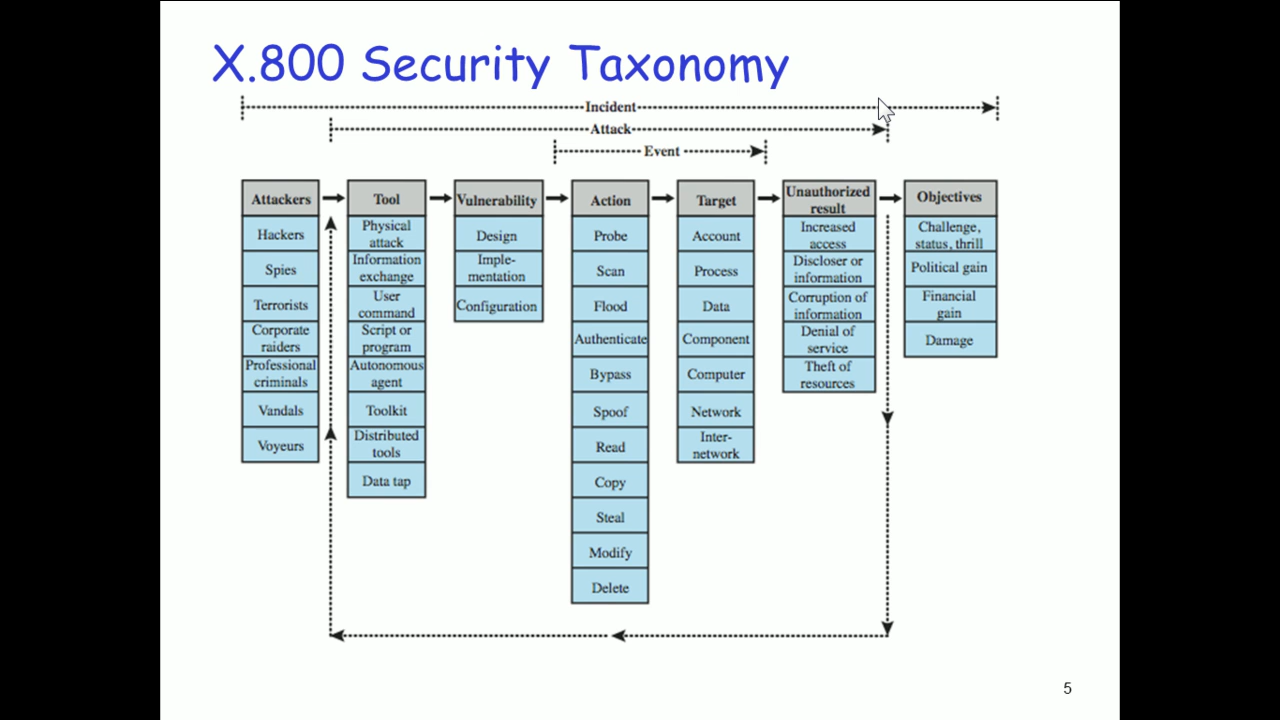 X.800 Security Taxonomy
Incident
Attack
Event
Attackers
Hackers
Spies
Terrorists
Corporate
raiders
Professional
criminals
Vandals
Voyeurs
Tool
Physical
attack
Information
exchange
User
command
Script or
program
Autonomous
agent
Toolkit
Distributed
tools
Data tap
Vulnerability
Design
Imple-
mentation
Configuration
Action
Probe
Scan
Flood
Authenticate
Bypass
Spoof
Read
Copy
Steal
Modify
Delete
Target
Account
Process
Data
Component
Computer
Network
Inter-
network
Unauthorized
result
Increased
access
Discloser or
information
Corruption of
information
Denial of
service
Theft of
resources
Objectives
Challenge,
status, thrill
Political gain
Financial
gain
Damage
5